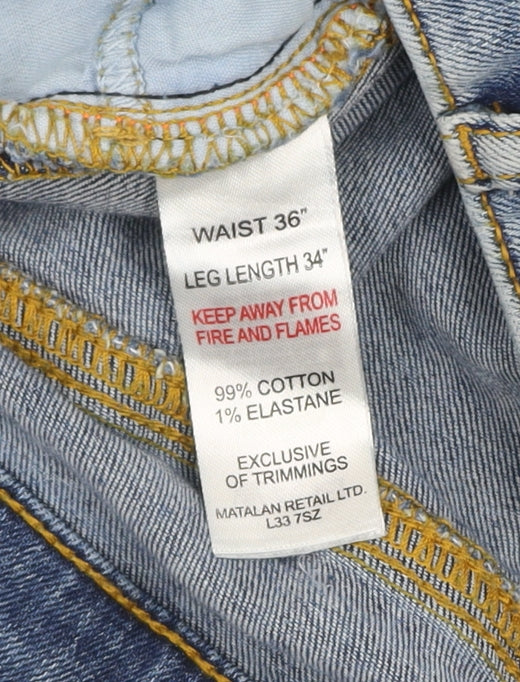 WAIST 36"
LEG LENGTH 34"
KEEP AWAY FROM
FIRE AND FLAMES
99% COTTON
1% ELASTANE
EXCLUSIVE
OF TRIMMINGS
MATALAN RETAIL LTD.
L33 7SZ